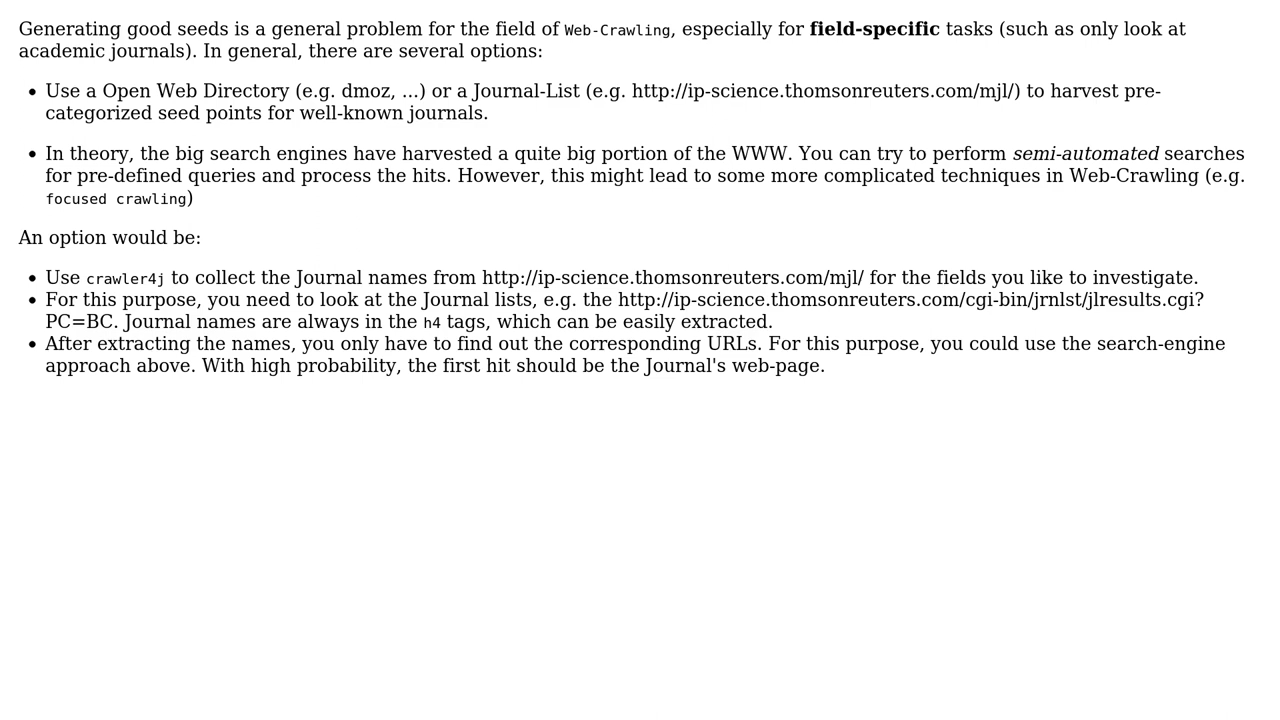 Generating good seeds is a general problem for the field of Web-Crawling, especially for field-specific tasks (such as only look at
academic journals). In general, there are several options:
• Use a Open Web Directory (e.g. dmoz, ...) or a Journal-List (e.g. http://ip-science.thomsonreuters.com/mjl/) to harvest pre-
categorized seed points for well-known journals.
• In theory, the big search engines have harvested a quite big portion of the WWW. You can try to perform semi-automated searches
for pre-defined queries and process the hits. However, this might lead to some more complicated techniques in Web-Crawling (e.g.
focused crawling)
An option would be:
• Use crawler4j to collect the Journal names from http://ip-science.thomsonreuters.com/mjl/ for the fields you like to investigate.
• For this purpose, you need to look at the Journal lists, e.g. the http://ip-science.thomsonreuters.com/cgi-bin/jrnlst/jlresults.cgi?
PC=BC. Journal names are always in the h4 tags, which can be easily extracted.
• After extracting the names, you only have to find out the corresponding URLs. For this purpose, you could use the search-engine
approach above. With high probability, the first hit should be the Journal's web-page.